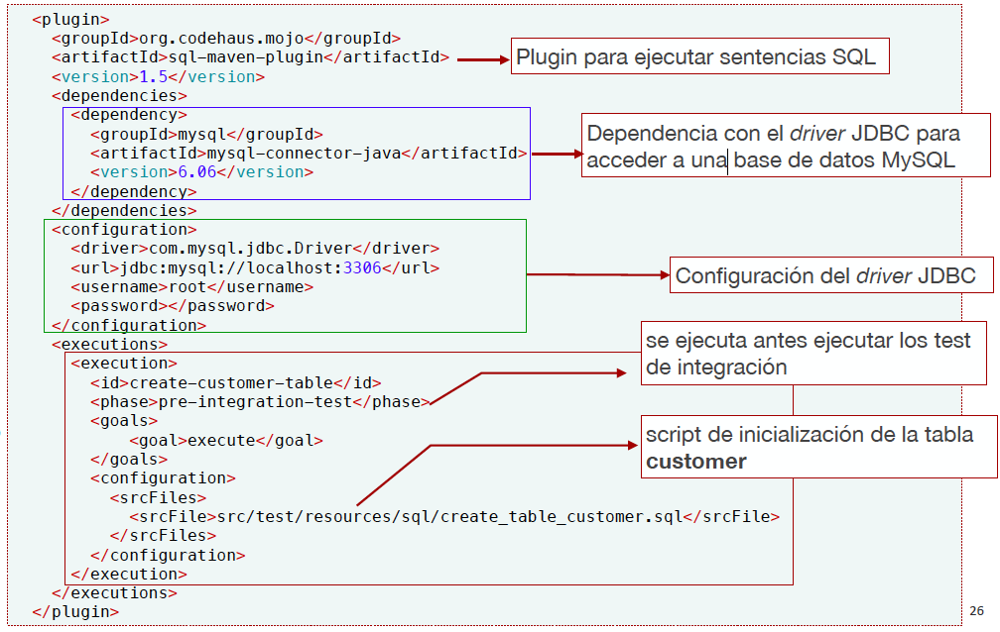 <plugin>
<groupId>org.codehaus.mojo</groupId>
<artifactId>sql-maven-plugin</artifactId>
Plugin para ejecutar sentencias SQL
<version>1.5</version>
<dependencies>
<dependency>
<groupId>mysql</groupId>
<artifactId>mysql-connector-java</artifactId>
<version>6.06</version>
</dependency>
Dependencia con el driver JDBC para
acceder a una base de datos MySQL
</dependencies>
<configuration>
<driver>com.mysql.jdbc.Driver</driver>
<url>jdbc:mysql://localhost:3306</url>
<username>root</username>
<password></password>
</configuration>
Configuración del driver JDBC
<executions>
<execution>
<id>create-customer-table</id>
<phase>pre-integration-test</phase>
se ejecuta antes ejecutar los test
de integración
<goals>
<goal>execute</goal>
</goals>
<configuration>
<srcFiles>
<srcFile>src/test/resources/sql/create_table_customer.sql</srcFile>
</srcFiles>
</configuration>
script de inicialización de la tabla
customer
</execution>
</executions>
</plugin>
26